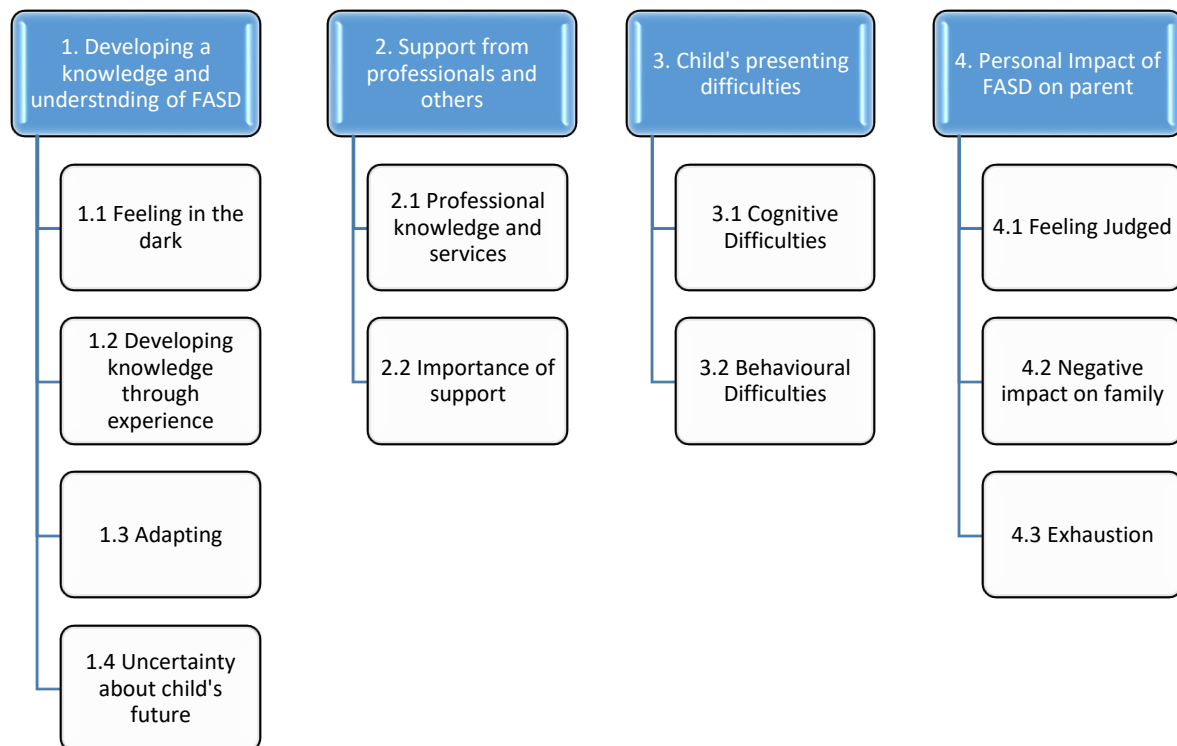 1. Developing a
knowledge and
understnding of FASD
1.1 Feeling in the
dark
1.2 Developing
knowledge
through
experience
1.3 Adapting
1.4 Uncertainty
about child's
future
2. Support from
professionals and
others
2.1 Professional
knowledge and
services
2.2 Importance of
support
3. Child's presenting
difficulties
3.1 Cognitive
Difficulties
3.2 Behavioural
Difficulties
4. Personal Impact of
FASD on parent
4.1 Feeling Judged
4.2 Negative
impact on family
4.3 Exhaustion